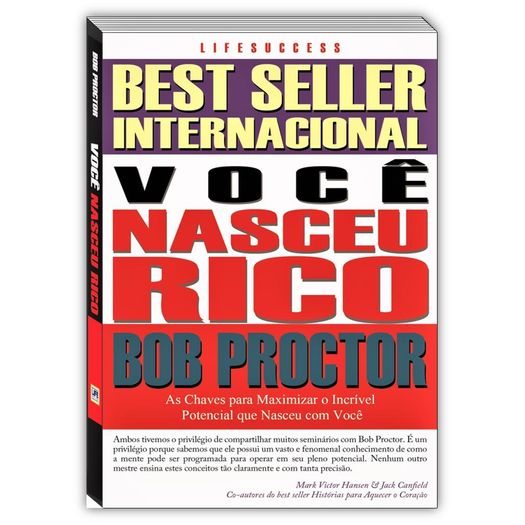 LIFESUCCESS
BEST SELLER
INTERNACIONAL
VOCÊ
NASCEU
RICO
BOB PROCTOR
As Chaves para Maximizar o Incrível
Potencial que Nasceu com Você
Ambos tivemos o privilégio de compartilhar muitos seminários com Bob Proctor. É um
privilégio porque sabemos que ele possui um vasto e fenomenal conhecimento de como
a mente pode ser programada para operar em seu pleno potencial. Nenhum outro
mestre ensina estes conceitos tão claramente e com tanta precisão.
Mark Victor Hansen & Jack Canfield
Co-autores do best seller Histórias para Aquecer o Coração
BOB PROCTOR VOCÊ NASCEU RICO